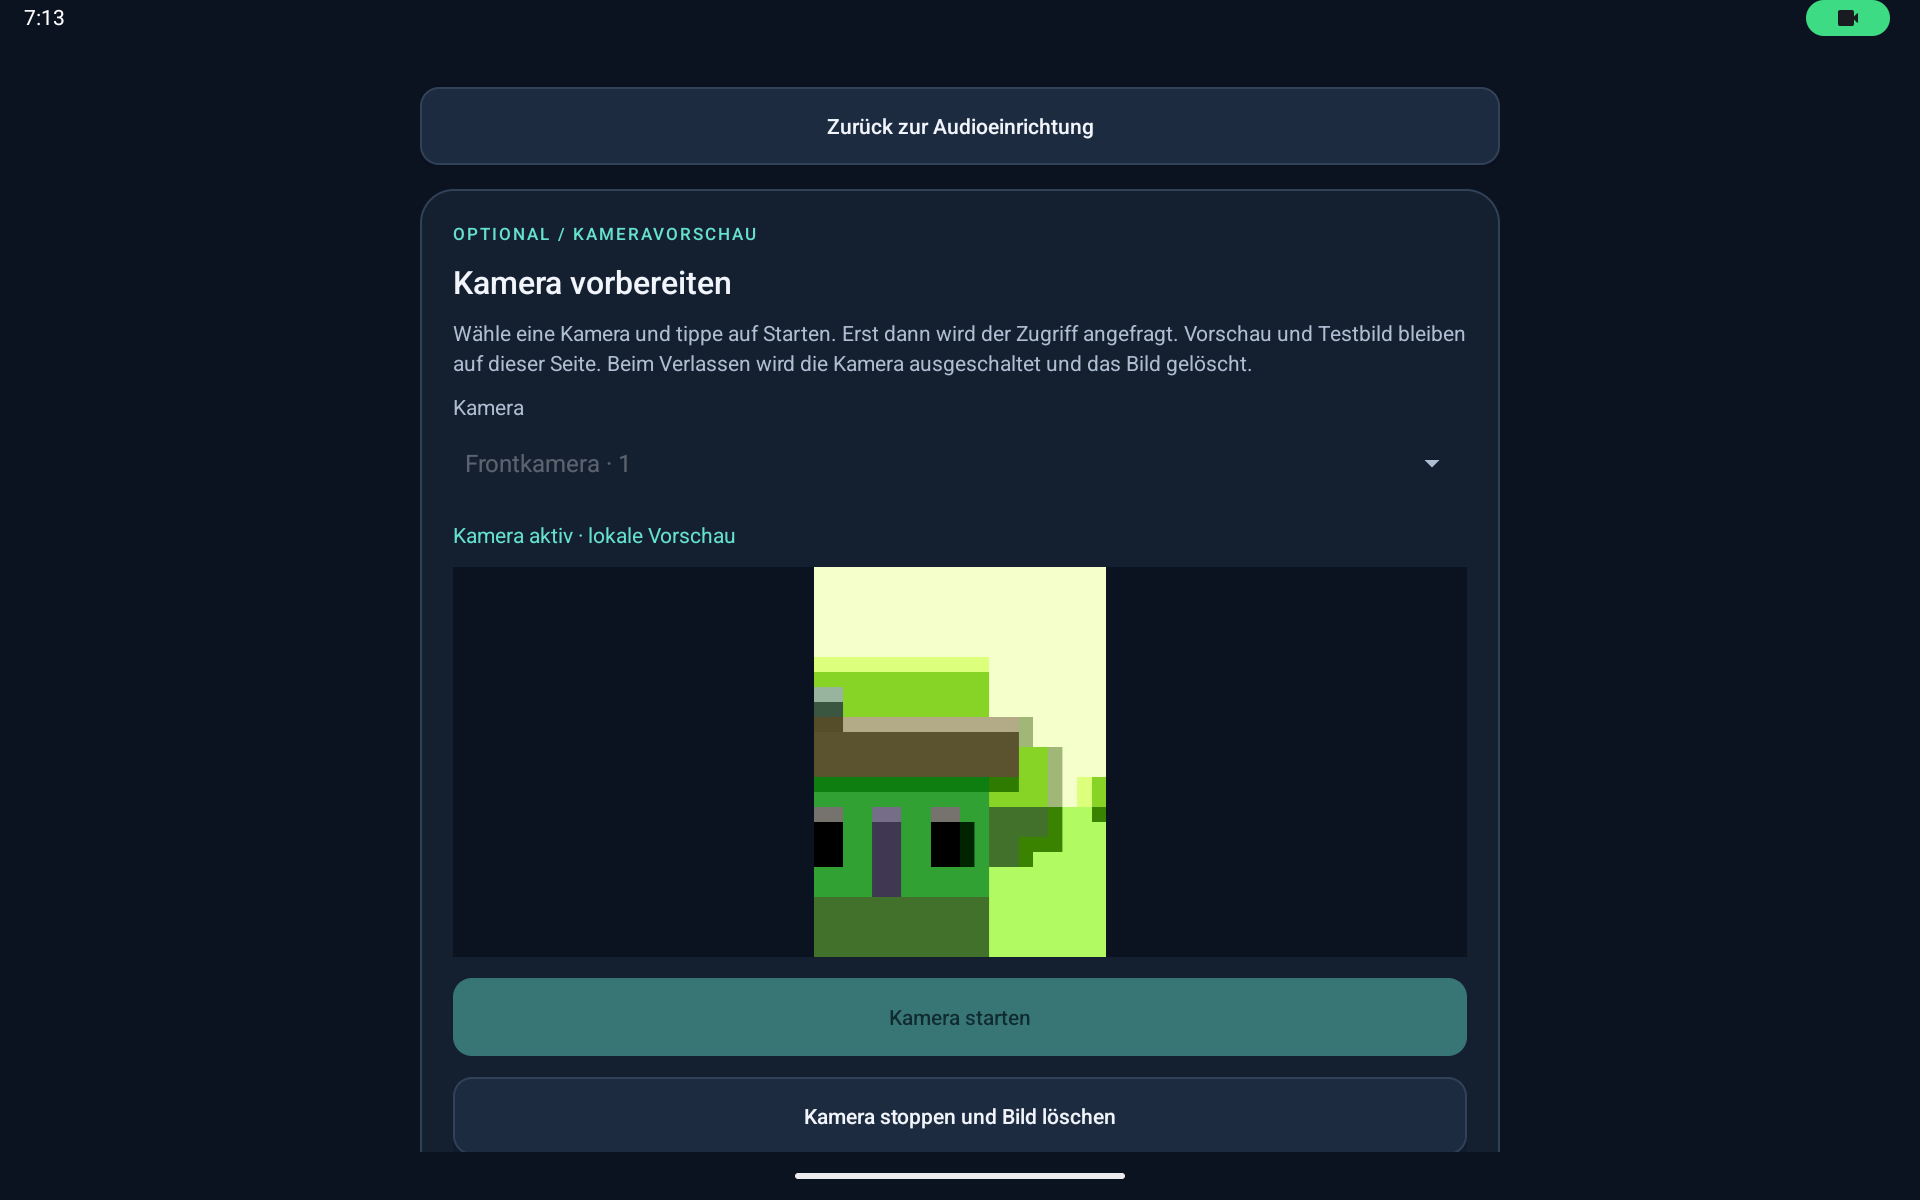 7:13
Zurück zur Audioeinrichtung
OPTIONAL / KAMERAVORSCHAU
Kamera vorbereiten
Wähle eine Kamera und tippe auf Starten. Erst dann wird der Zugriff angefragt. Vorschau und Testbild bleiben
auf dieser Seite. Beim Verlassen wird die Kamera ausgeschaltet und das Bild gelöscht.
Kamera
Frontkamera · 1
Kamera aktiv · lokale Vorschau
Kamera starten
Kamera stoppen und Bild löschen